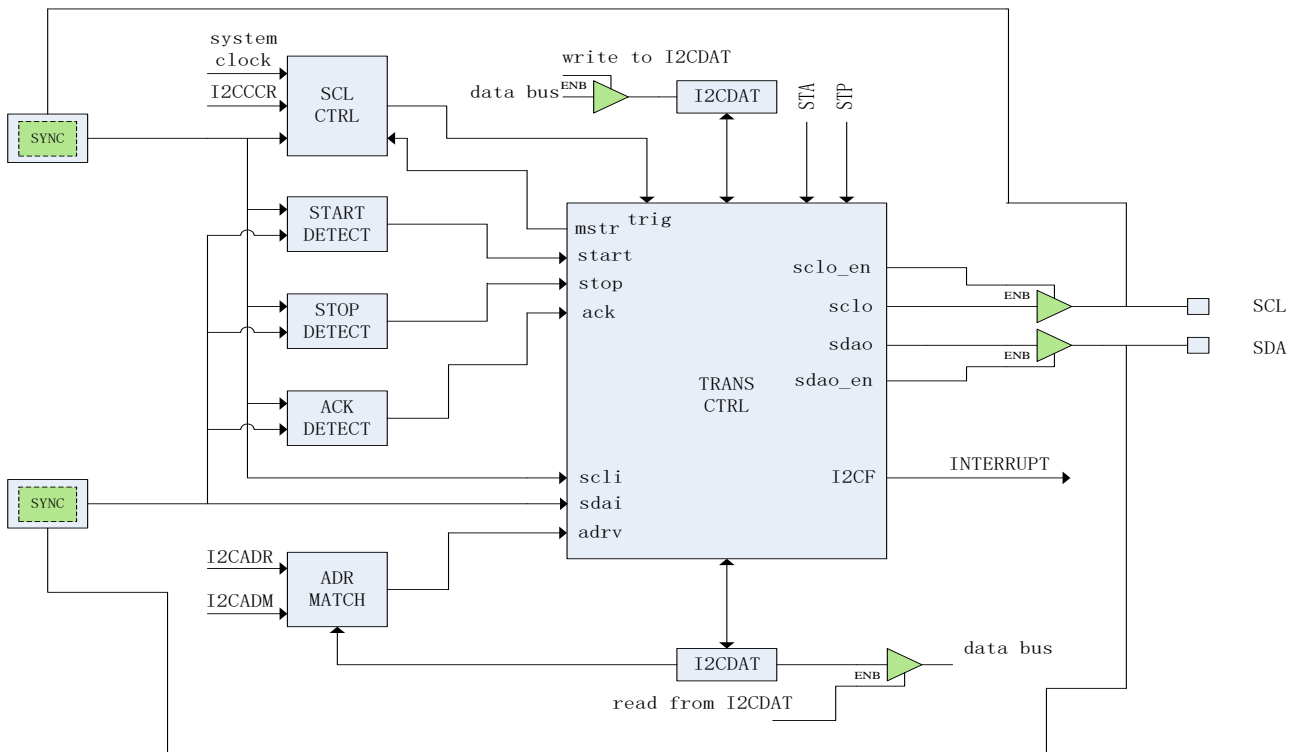 system
clock
I2CCCR
SCL
CTRL
write to I2CDAT
data bus
ENB
I2CDAT
STA
STP
SYNC
START
DETECT
STOP
DETECT
ACK
DETECT
trig
mstr
start
stop
ack
sclo_en
sclo
sdao
sdao_en
ENB
ENB
SCL
SDA
TRANS
CTRL
SYNC
scli
sdai
adrv
I2CF
INTERRUPT
I2CADR
I2CADM
ADR
MATCH
I2CDAT
ENB
data bus
read from I2CDAT